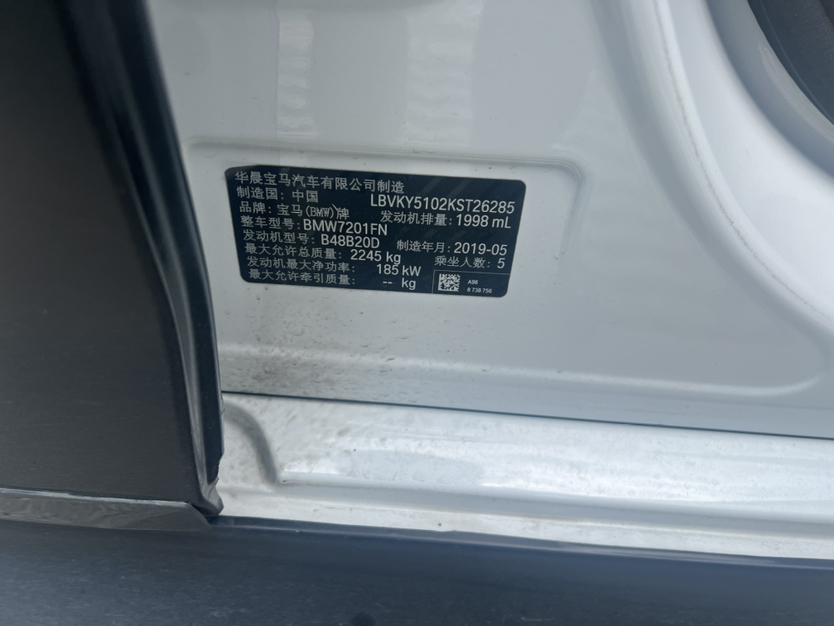 华晨宝马汽车有限公司制造
制造国: 中国 LBVKY5102KST26285
品牌: 宝马(BMW)牌 发动机排量: 1998 mL
整车型号: BMW7201FN
发动机型号: B48B20D 制造年月: 2019-05
最大允许总质量: 2245 kg 乘坐人数: 5
发动机最大净功率: 185 kW
最大允许牵引质量: -- kg
A98
8 738 756